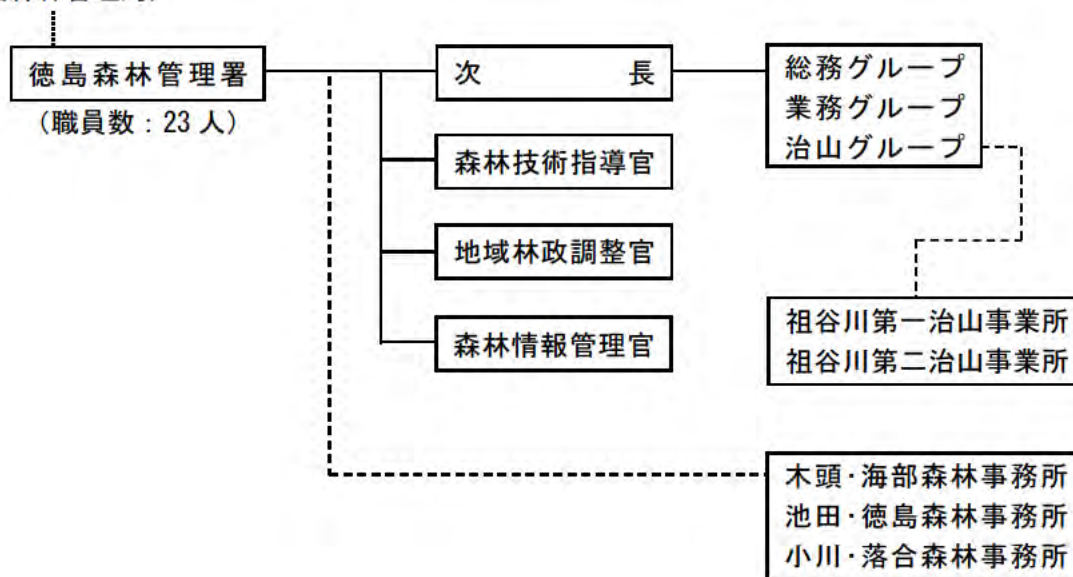 徳島森林管理署
（職員数：23人）
次長
総務グループ
業務グループ
治山グループ
森林技術指導官
地域林政調整官
森林情報管理官
祖谷川第一治山事業所
祖谷川第二治山事業所
木頭・海部森林事務所
池田・徳島森林事務所
小川・落合森林事務所